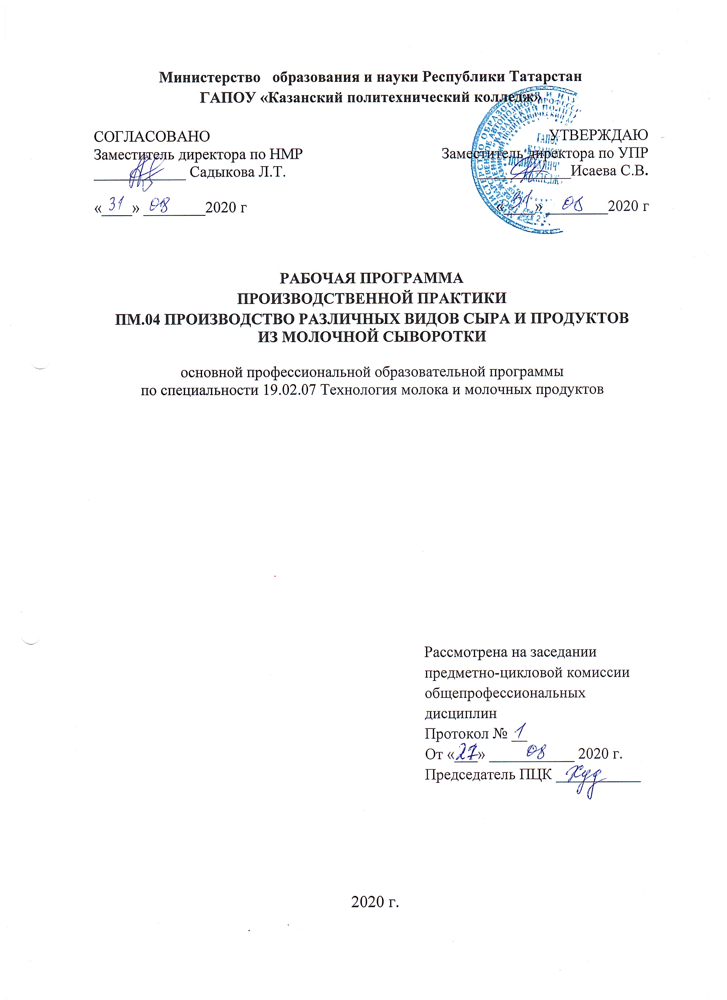 Министерство образования и науки Республики Татарстан
ГАПОУ «Казанский политехнический колледж»
СОГЛАСОВАНО
Заместитель директора по НМР
____________ Садыкова Л.Т.
«31» 08 2020 г
УТВЕРЖДАЮ
Заместитель директора по УПР
____________Исаева С.В.
«31» 08 2020 г
РАБОЧАЯ ПРОГРАММА
ПРОИЗВОДСТВЕННОЙ ПРАКТИКИ
ПМ.04 ПРОИЗВОДСТВО РАЗЛИЧНЫХ ВИДОВ СЫРА И ПРОДУКТОВ
ИЗ МОЛОЧНОЙ СЫВОРОТКИ
основной профессиональной образовательной программы
по специальности 19.02.07 Технология молока и молочных продуктов
Рассмотрена на заседании
предметно-цикловой комиссии
общепрофессиональных
дисциплин
Протокол № 1
От «27» 08 2020 г.
Председатель ПЦК ___________
2020 г.